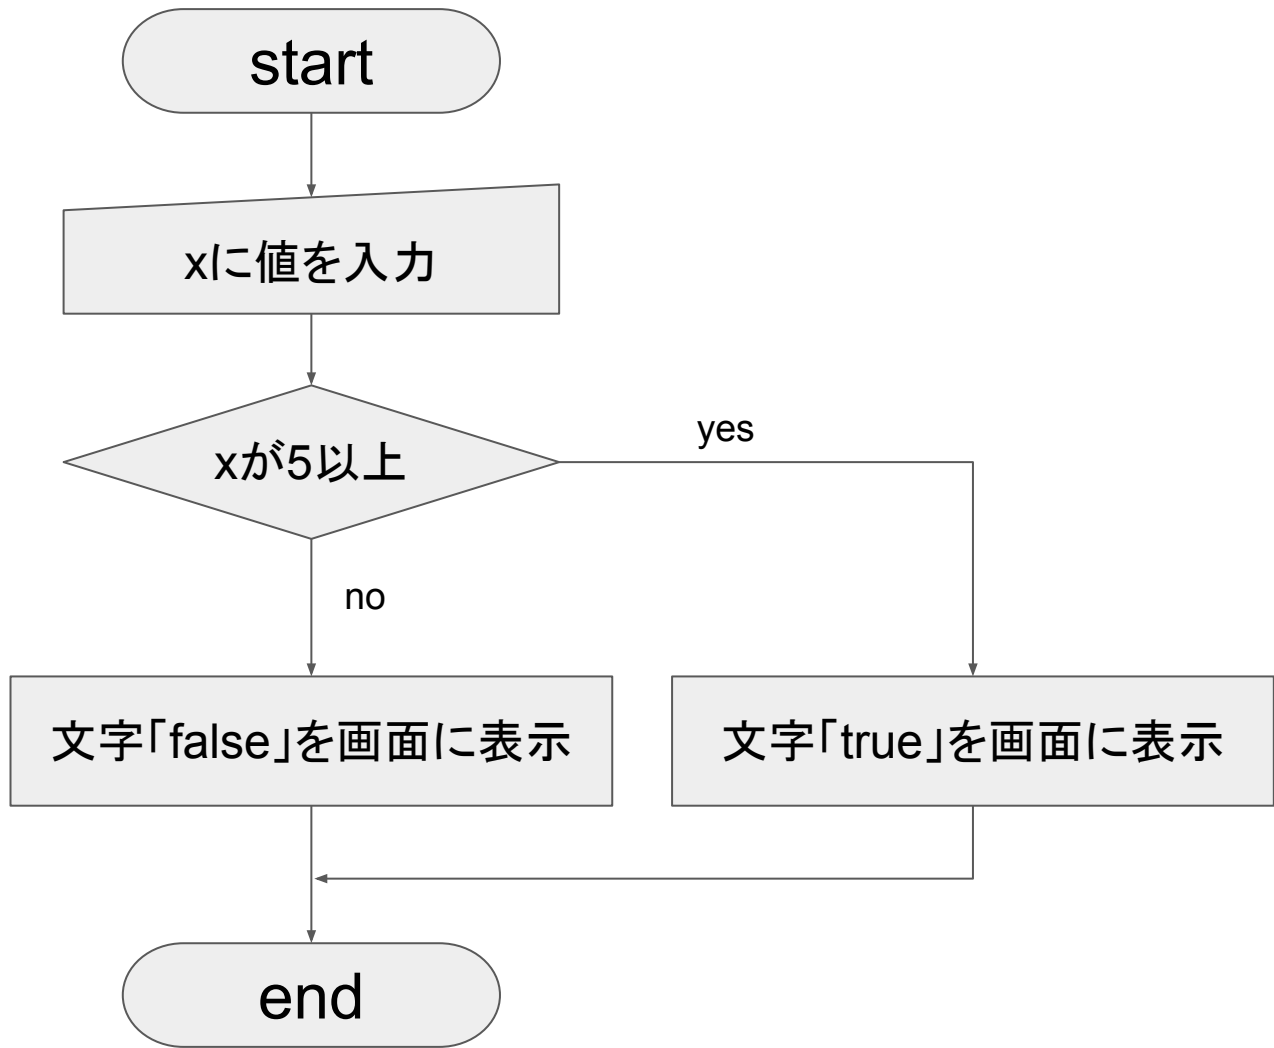 start
xに値を入力
xが5以上
yes
no
文字「false」を画面に表示
文字「true」を画面に表示
end